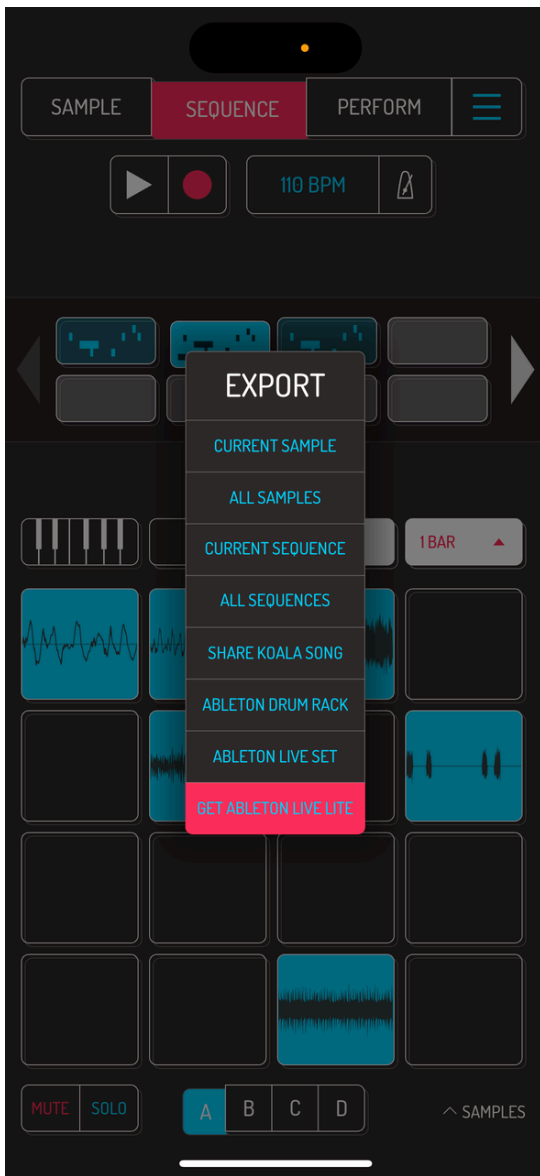 SAMPLE
SEQUENCE
PERFORM
110 BPM
EXPORT
CURRENT SAMPLE
ALL SAMPLES
CURRENT SEQUENCE
1 BAR
ALL SEQUENCES
SHARE KOALA SONG
ABLETON DRUM RACK
ABLETON LIVE SET
GET ABLETON LIVE LITE
MUTE
SOLO
A
B
C
D
SAMPLES